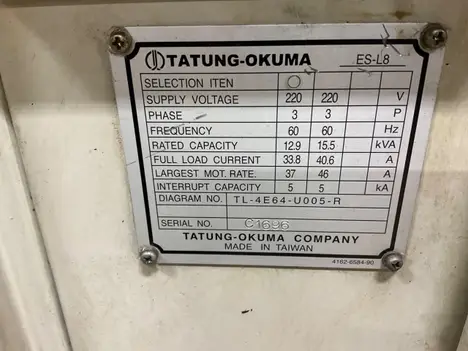 TATUNG-OKUMA ES-L8
SELECTION ITEN
SUPPLY VOLTAGE 220 220 V
PHASE 3 3 P
FREQUENCY 60 60 Hz
RATED CAPACITY 12.9 15.5 kVA
FULL LOAD CURRENT 33.8 40.6 A
LARGEST MOT. RATE. 37 46 A
INTERRUPT CAPACITY 5 5 kA
DIAGRAM NO. TL-4E64-U005-R
SERIAL NO. C1696
TATUNG-OKUMA COMPANY
MADE IN TAIWAN
4162-6584-90